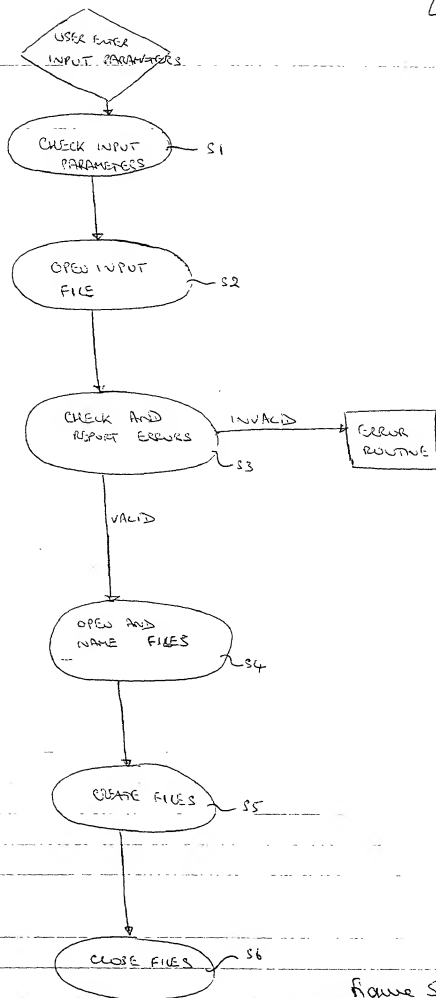 USER ENTER
INPUT PARAMETERS
CHECK INPUT
PARAMETERS
S1
OPEN INPUT
FILE
S2
CHECK AND
REPORT ERRORS
S3
INVALID
ERROR
ROUTINE
VALID
OPEN AND
NAME FILES
S4
CREATE FILES
S5
CLOSE FILES
S6